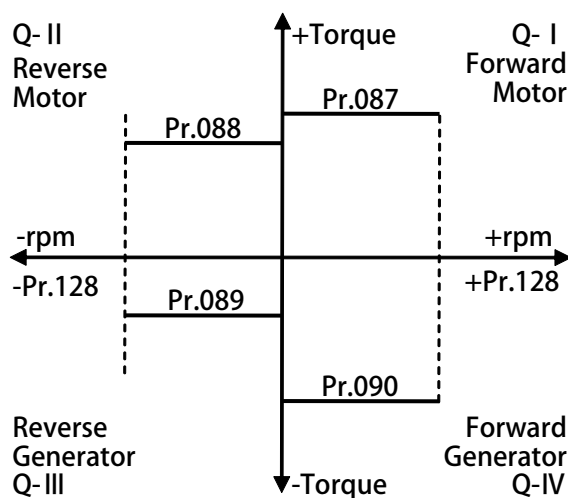 Q- II
Reverse
Motor
+Torque
Q- I
Forward
Motor
Pr.087
Pr.088
-rpm
+rpm
-Pr.128
+Pr.128
Pr.089
Pr.090
Reverse
Generator
Q-III
-Torque
Forward
Generator
Q-IV